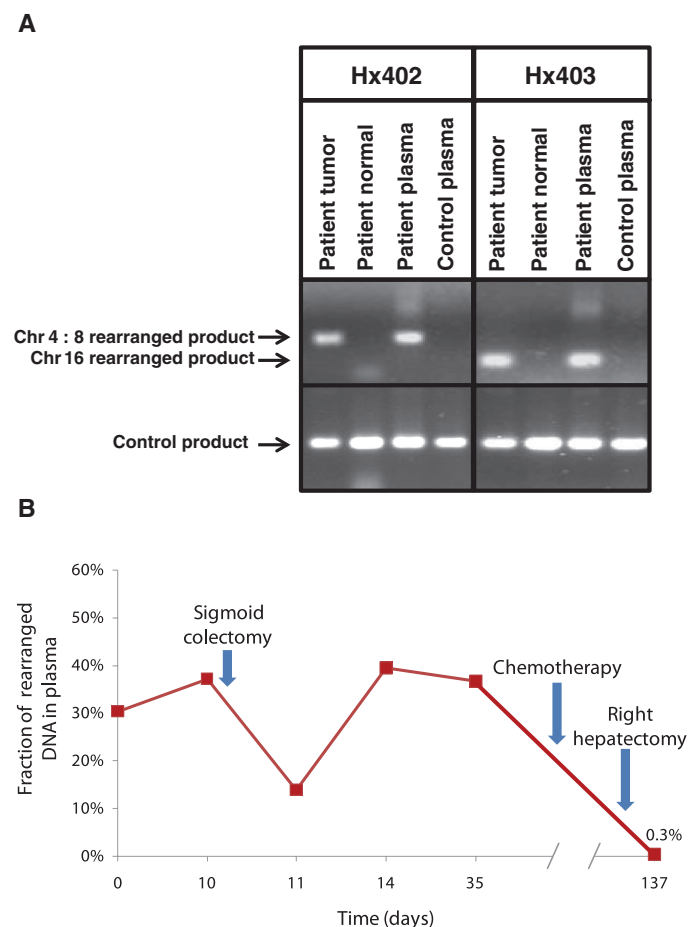 A
Hx402
Hx403
Patient tumor
Patient normal
Patient plasma
Control plasma
Patient tumor
Patient normal
Patient plasma
Control plasma
Chr 4 : 8 rearranged product
Chr 16 rearranged product
Control product
B
Fraction of rearranged
DNA in plasma
60%
50%
40%
30%
20%
10%
0%
Sigmoid
colectomy
Chemotherapy
Right
hepatectomy
0.3%
0
10
11
14
35
137
Time (days)